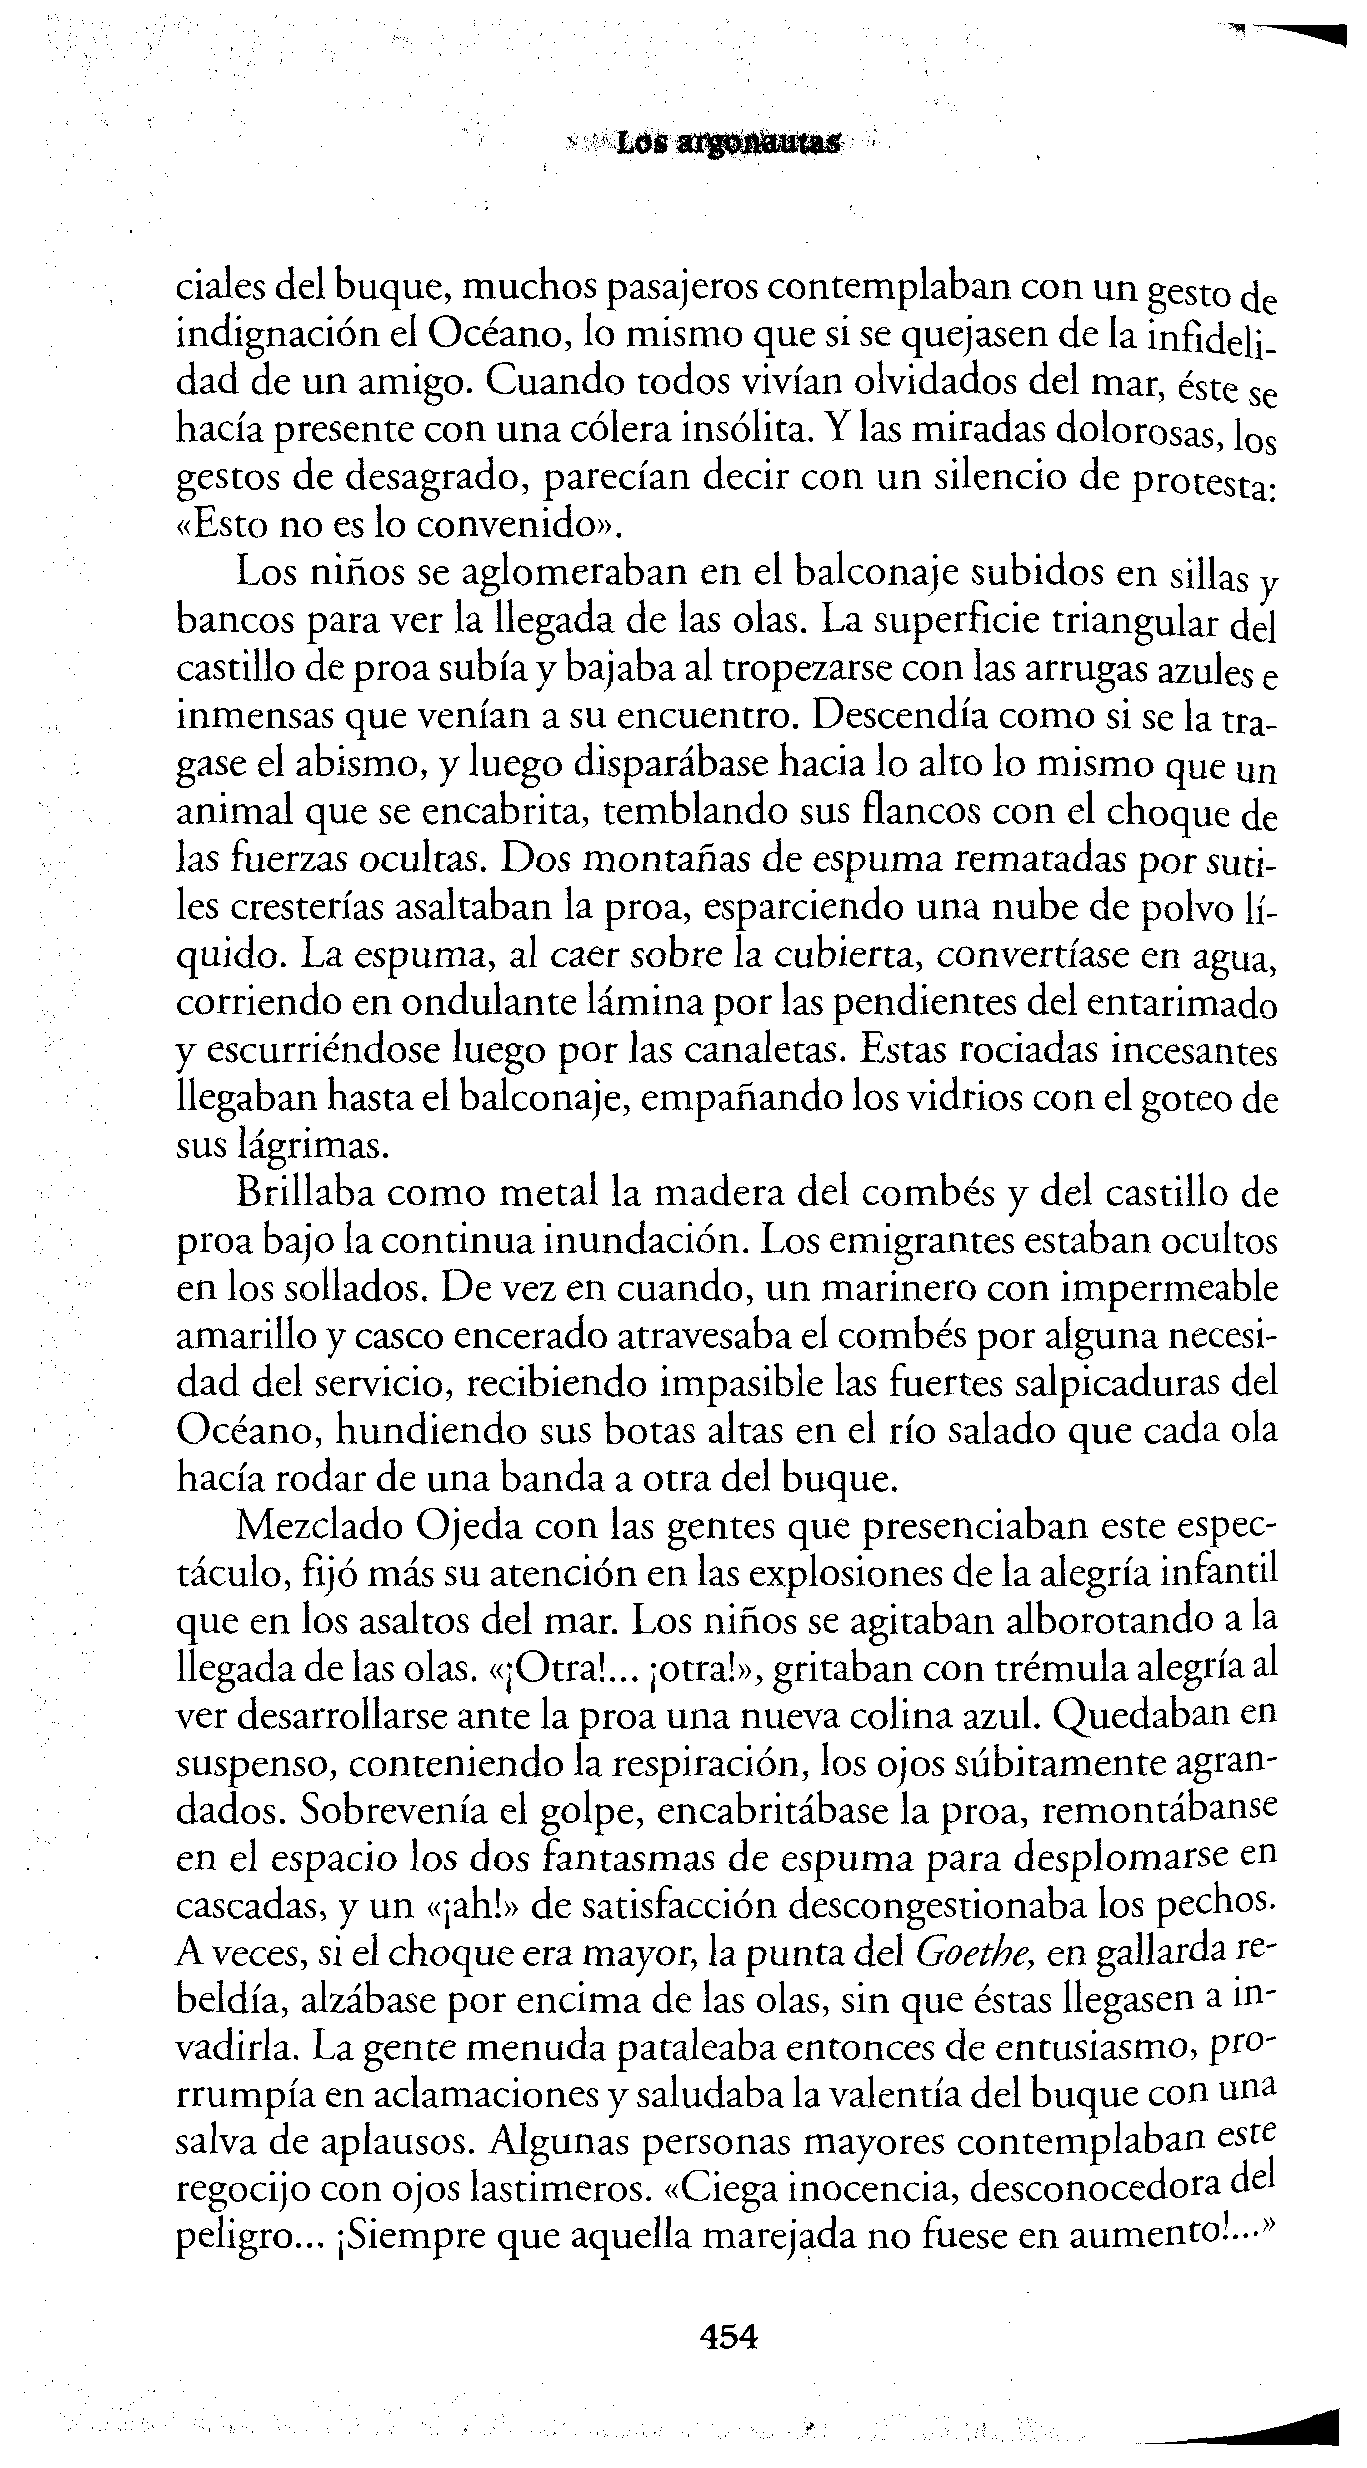 Los argonautas
ciales del buque, muchos pasajeros contemplaban con un gesto de
indignación el Océano, lo mismo que si se quejasen de la infideli-
dad de un amigo. Cuando todos vivían olvidados del mar, éste se
hacía presente con una cólera insólita. Y las miradas dolorosas, los
gestos de desagrado, parecían decir con un silencio de protesta:
«Esto no es lo convenido».
Los niños se aglomeraban en el balconaje subidos en sillas y
bancos para ver la llegada de las olas. La superficie triangular del
castillo de proa subía y bajaba al tropezarse con las arrugas azules e
inmensas que venían a su encuentro. Descendía como si se la tra-
gase el abismo, y luego disparábase hacia lo alto lo mismo que un
animal que se encabrita, temblando sus flancos con el choque de
las fuerzas ocultas. Dos montañas de espuma rematadas por suti-
les cresterías asaltaban la proa, esparciendo una nube de polvo lí-
quido. La espuma, al caer sobre la cubierta, convertíase en agua,
corriendo en ondulante lámina por las pendientes del entarimado
y escurriéndose luego por las canaletas. Estas rociadas incesantes
llegaban hasta el balconaje, empañando los vidrios con el goteo de
sus lágrimas.
Brillaba como metal la madera del combés y del castillo de
proa bajo la continua inundación. Los emigrantes estaban ocultos
en los sollados. De vez en cuando, un marinero con impermeable
amarillo y casco encerado atravesaba el combés por alguna necesi-
dad del servicio, recibiendo impasible las fuertes salpicaduras del
Océano, hundiendo sus botas altas en el río salado que cada ola
hacía rodar de una banda a otra del buque.
Mezclado Ojeda con las gentes que presenciaban este espec-
táculo, fijó más su atención en las explosiones de la alegría infantil
que en los asaltos del mar. Los niños se agitaban alborotando a la
llegada de las olas. «¡Otra!... ¡otra!», gritaban con trémula alegría al
ver desarrollarse ante la proa una nueva colina azul. Quedaban en
suspenso, conteniendo la respiración, los ojos súbitamente agran-
dados. Sobrevenía el golpe, encabritábase la proa, remontábanse
en el espacio los dos fantasmas de espuma para desplomarse en
cascadas, y un «¡ah!» de satisfacción descongestionaba los pechos.
A veces, si el choque era mayor, la punta del Goethe, en gallarda re-
beldía, alzábase por encima de las olas, sin que éstas llegasen a in-
vadirla. La gente menuda pataleaba entonces de entusiasmo, pro-
rrumpía en aclamaciones y saludaba la valentía del buque con una
salva de aplausos. Algunas personas mayores contemplaban este
regocijo con ojos lastimeros. «Ciega inocencia, desconocedora del
peligro... ¡Siempre que aquella marejada no fuese en aumento!...»
454